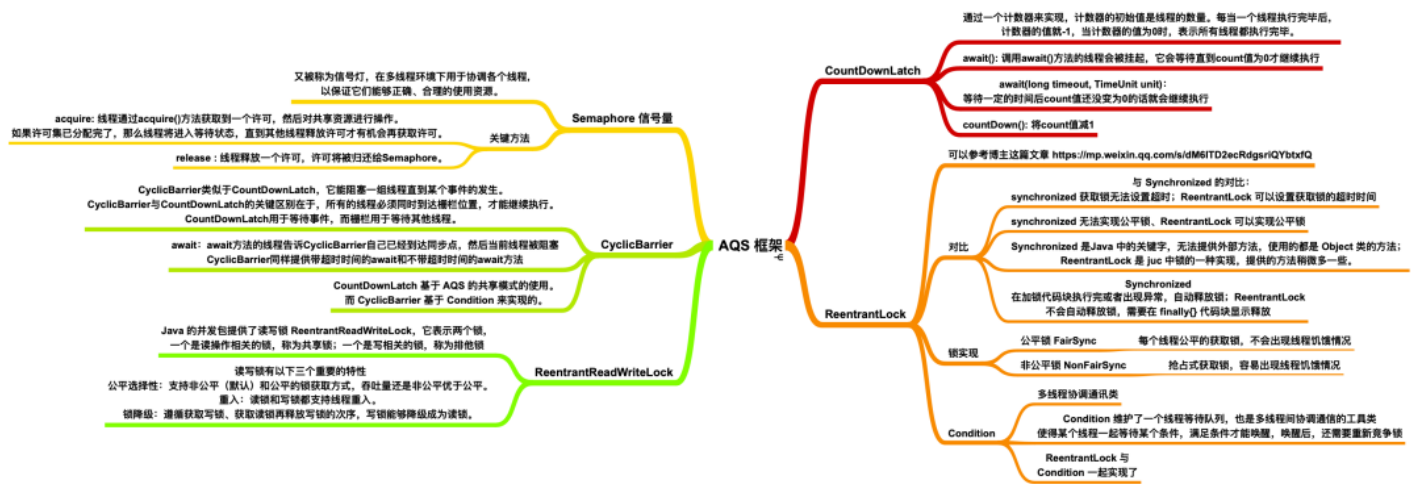 AQS 框架
CountDownLatch
通过一个计数器来实现，计数器的初始值是线程的数量。每当一个线程执行完毕后，
计数器的值就-1，当计数器的值为0时，表示所有线程都执行完毕。
await(): 调用await()方法的线程会被挂起，它会等待直到count值为0才继续执行
await(long timeout, TimeUnit unit)：
等待一定的时间后count值还没变为0的话就会继续执行
countDown(): 将count值减1
ReentrantLock
可以参考博主这篇文章 https://mp.weixin.qq.com/s/dM6ITD2ecRdgsriQYbtxfQ
对比
与 Synchronized 的对比：
synchronized 获取锁无法设置超时；ReentrantLock 可以设置获取锁的超时时间
synchronized 无法实现公平锁、ReentrantLock 可以实现公平锁
Synchronized 是Java 中的关键字，无法提供外部方法，使用的都是 Object 类的方法；
ReentrantLock 是 juc 中锁的一种实现，提供的方法稍微多一些。
Synchronized
在加锁代码块执行完或者出现异常，自动释放锁；ReentrantLock
不会自动释放锁，需要在 finally{} 代码块显示释放
锁实现
公平锁 FairSync
每个线程公平的获取锁，不会出现线程饥饿情况
非公平锁 NonFairSync
抢占式获取锁，容易出现线程饥饿情况
Condition
多线程协调通讯类
Condition 维护了一个线程等待队列，也是多线程间协调通信的工具类
使得某个线程一起等待某个条件，满足条件才能唤醒，唤醒后，还需要重新竞争锁
ReentrantLock 与
Condition 一起实现了
Semaphore 信号量
又被称为信号灯，在多线程环境下用于协调各个线程，
以保证它们能够正确、合理的使用资源。
关键方法
acquire: 线程通过acquire()方法获取到一个许可，然后对共享资源进行操作。
如果许可集已分配完了，那么线程将进入等待状态，直到其他线程释放许可才有机会再获取许可。
release : 线程释放一个许可，许可将被归还给Semaphore。
CyclicBarrier
CyclicBarrier类似于CountDownLatch，它能阻塞一组线程直到某个事件的发生。
CyclicBarrier与CountDownLatch的关键区别在于，所有的线程必须同时到达栅栏位置，才能继续执行。
CountDownLatch用于等待事件，而栅栏用于等待其他线程。
await：await方法的线程告诉CyclicBarrier自己已经到达同步点，然后当前线程被阻塞
CyclicBarrier同样提供带超时时间的await和不带超时时间的await方法
CountDownLatch 基于 AQS 的共享模式的使用。
而 CyclicBarrier 基于 Condition 来实现的。
ReentrantReadWriteLock
Java 的并发包提供了读写锁 ReentrantReadWriteLock，它表示两个锁，
一个是读操作相关的锁，称为共享锁；一个是写相关的锁，称为排他锁
读写锁有以下三个重要的特性
公平选择性：支持非公平（默认）和公平的锁获取方式，吞吐量还是非公平优于公平。
重入：读锁和写锁都支持线程重入。
锁降级：遵循获取写锁、获取读锁再释放写锁的次序，写锁能够降级成为读锁。